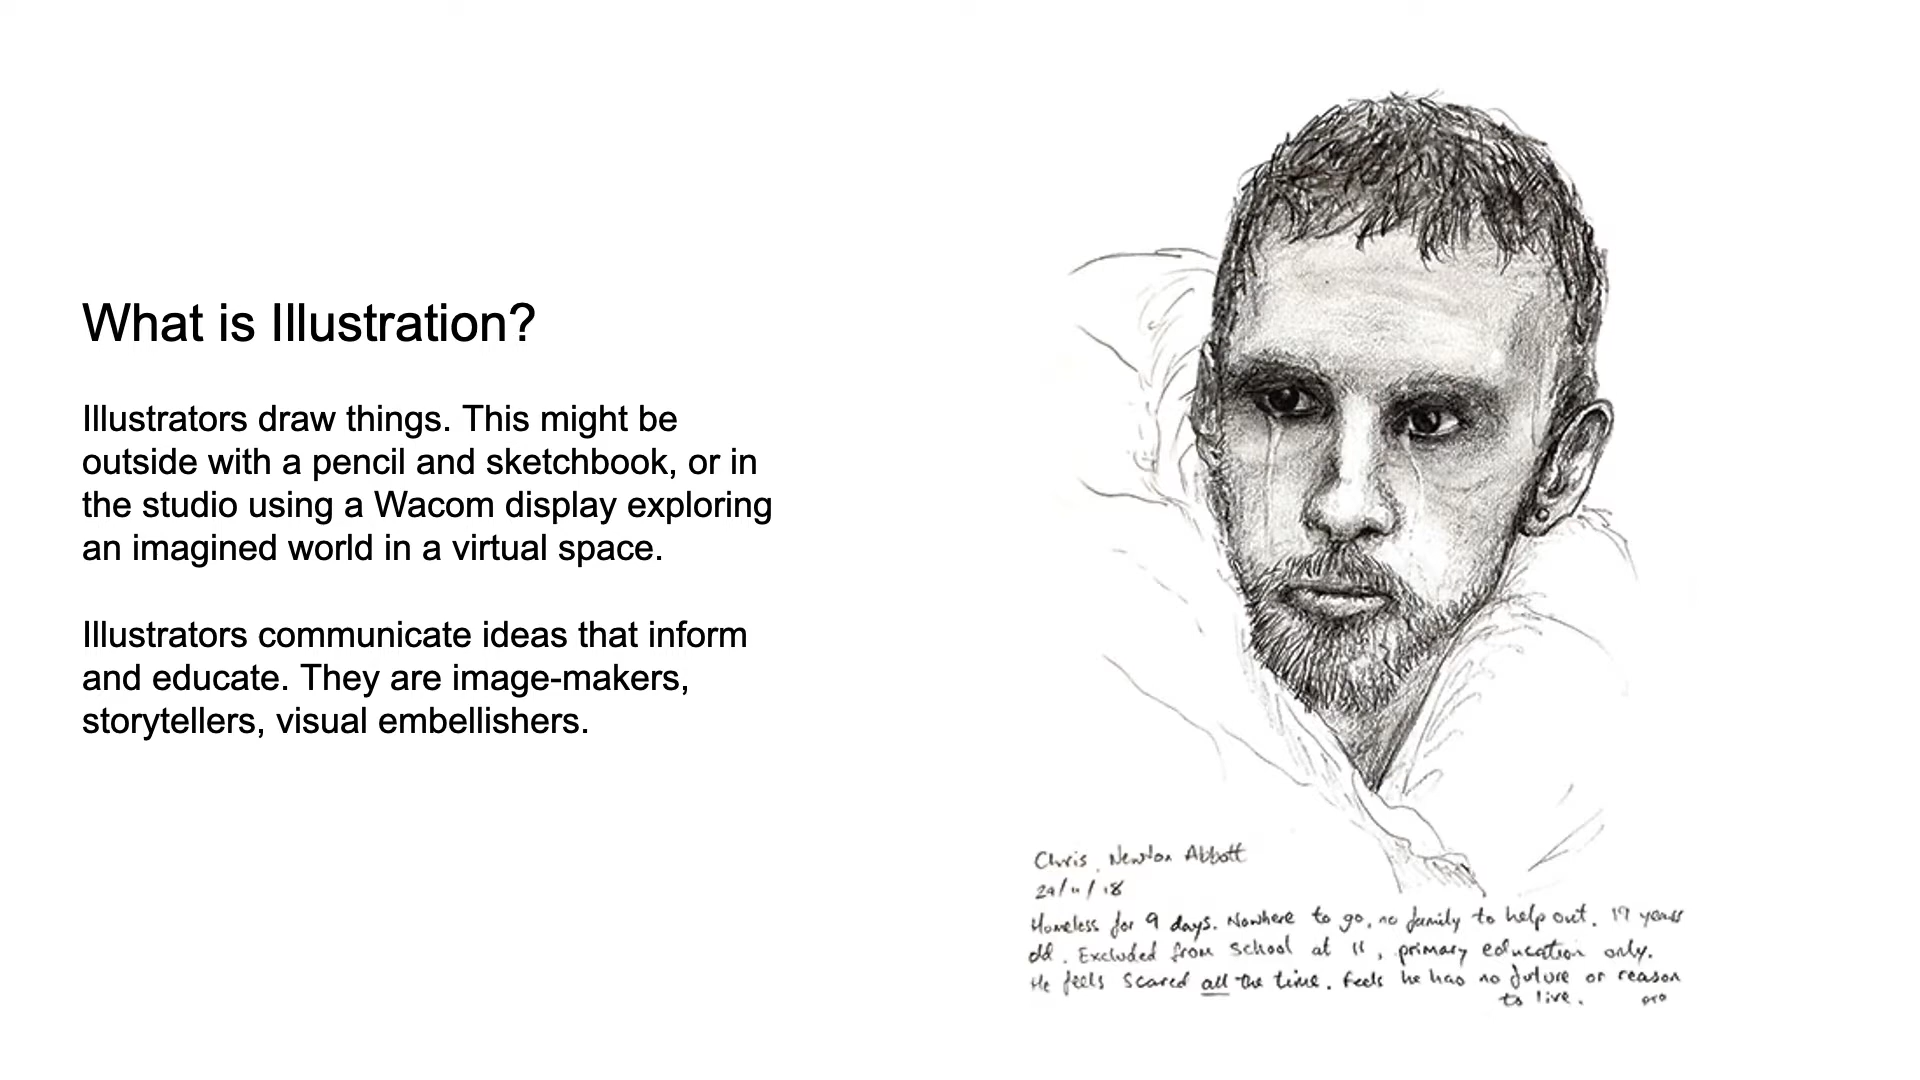 What is Illustration?
Illustrators draw things. This might be
outside with a pencil and sketchbook, or in
the studio using a Wacom display exploring
an imagined world in a virtual space.
Illustrators communicate ideas that inform
and educate. They are image-makers,
storytellers, visual embellishers.
Chris, Newton Abbott
29/11/18
Homeless for 9 days. Nowhere to go, no family to help out. 19 years
old. Excluded from school at 11, primary education only.
He feels scared all the time. Feels he has no future or reason
to live.